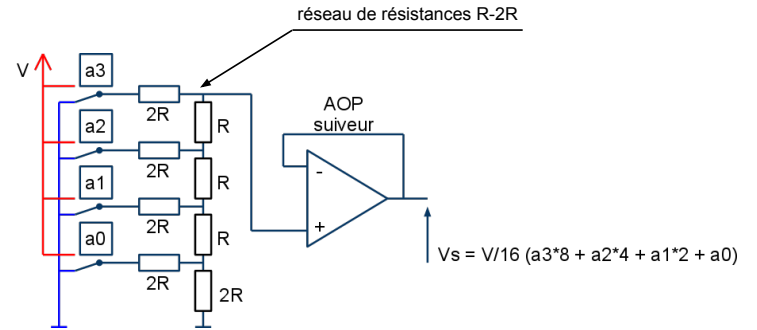 réseau de résistances R-2R
V
a3
2R
R
a2
2R
R
a1
2R
R
a0
2R
2R
AOP
suiveur
-
+
Vs = V/16 (a3*8 + a2*4 + a1*2 + a0)